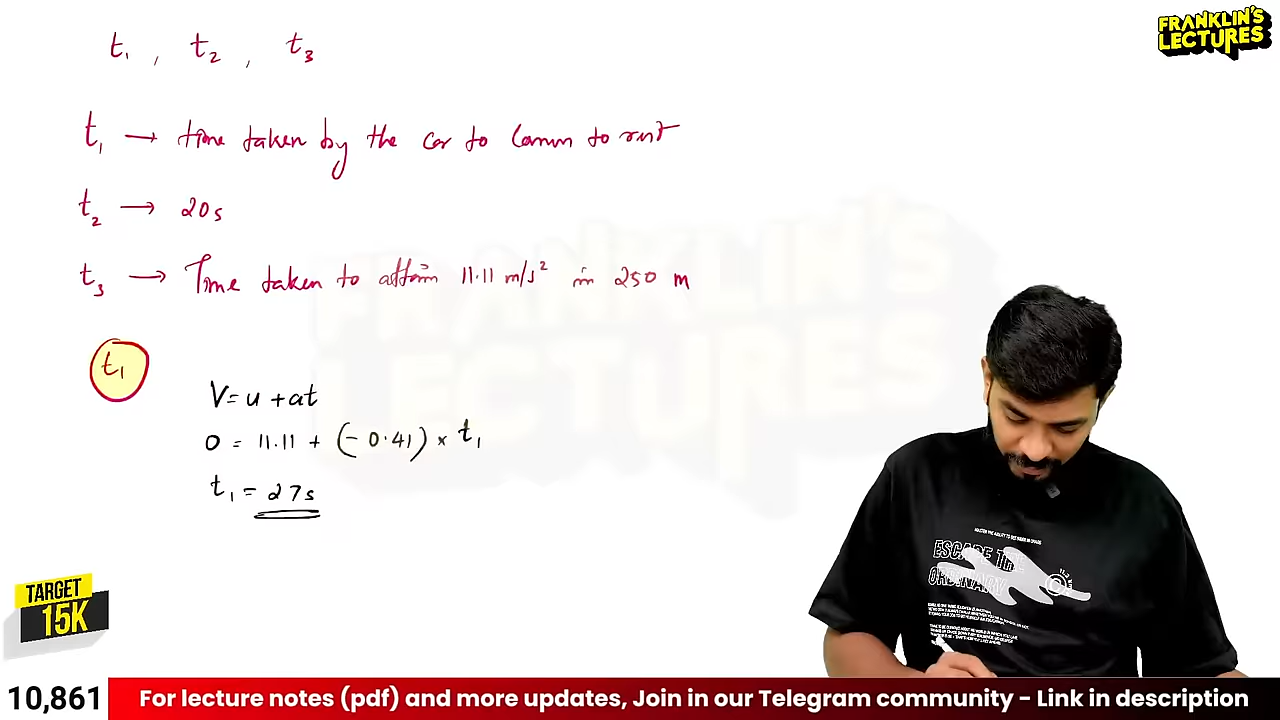 t₁ , t₂ , t₃
FRANKLIN'S
LECTURES
t₁ → time taken by the car to to rest
t₂ → 20s
t₃ → Time taken to attain 11.11 m/s² in 250 m
FRANKLIN'S
LECTURES
t₁
V = u + at
0 = 11.11 + (-0.41) × t₁
t₁ = 27s
ESCAPE THE
ORDINARY
TARGET
15K
10,861 For lecture notes (pdf) and more updates, Join in our Telegram community - Link in description